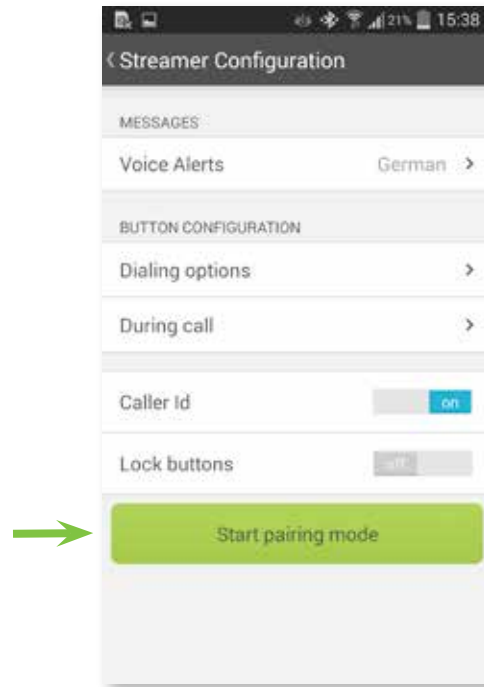 21% 15:38
Streamer Configuration
MESSAGES
Voice Alerts German
BUTTON CONFIGURATION
Dialing options
During call
Caller Id on
Lock buttons off
Start pairing mode